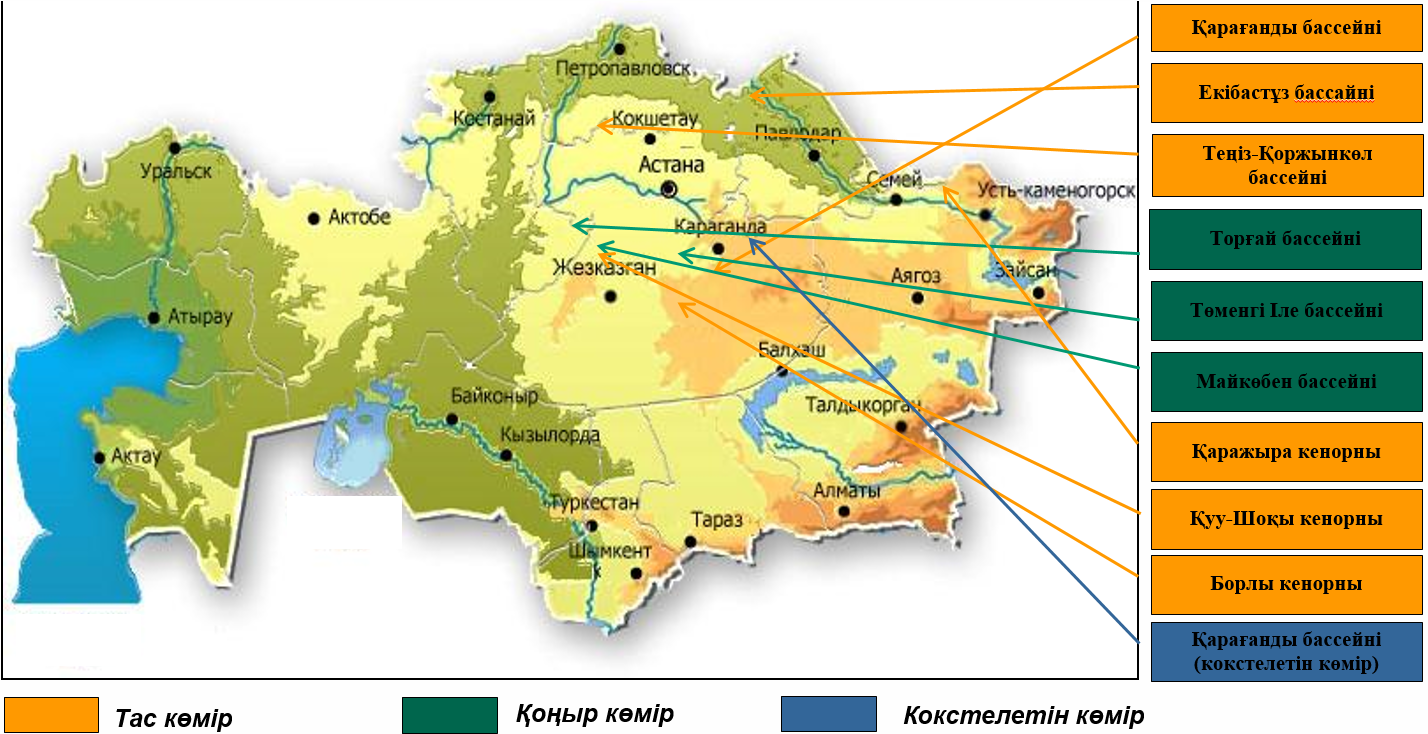 Қарағанды бассейні
Екібастұз бассайні
Теңіз-Қоржынкөл
бассейні
Торғай бассейні
Төменгі Іле бассейні
Майкөбен бассейні
Қаражыра кенорны
Қуу-Шоқы кенорны
Борлы кенорны
Қарағанды бассейні
(кокстелетін көмір)
Петропавловск
Костанай
Кокшетау
Павлодар
Уральск
Астана
Семей
Усть-каменогорск
Актобе
Караганда
Жезказган
Аягоз
Зайсан
Атырау
Балхаш
Байконыр
Талдыкорган
Кызылорда
Актау
Туркестан
Алматы
Тараз
Шымкент
к
Тас көмір
Қоңыр көмір
Кокстелетін көмір